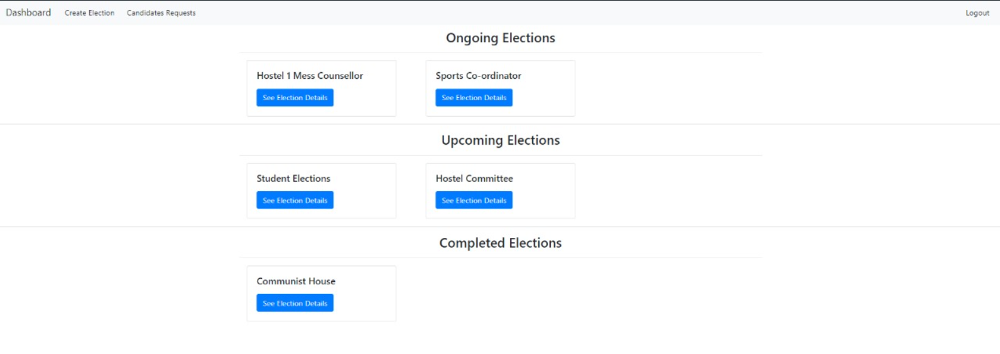 Dashboard Create Election Candidates Requests Logout
Ongoing Elections
Hostel 1 Mess Counsellor
See Election Details
Sports Co-ordinator
See Election Details
Upcoming Elections
Student Elections
See Election Details
Hostel Committee
See Election Details
Completed Elections
Communist House
See Election Details